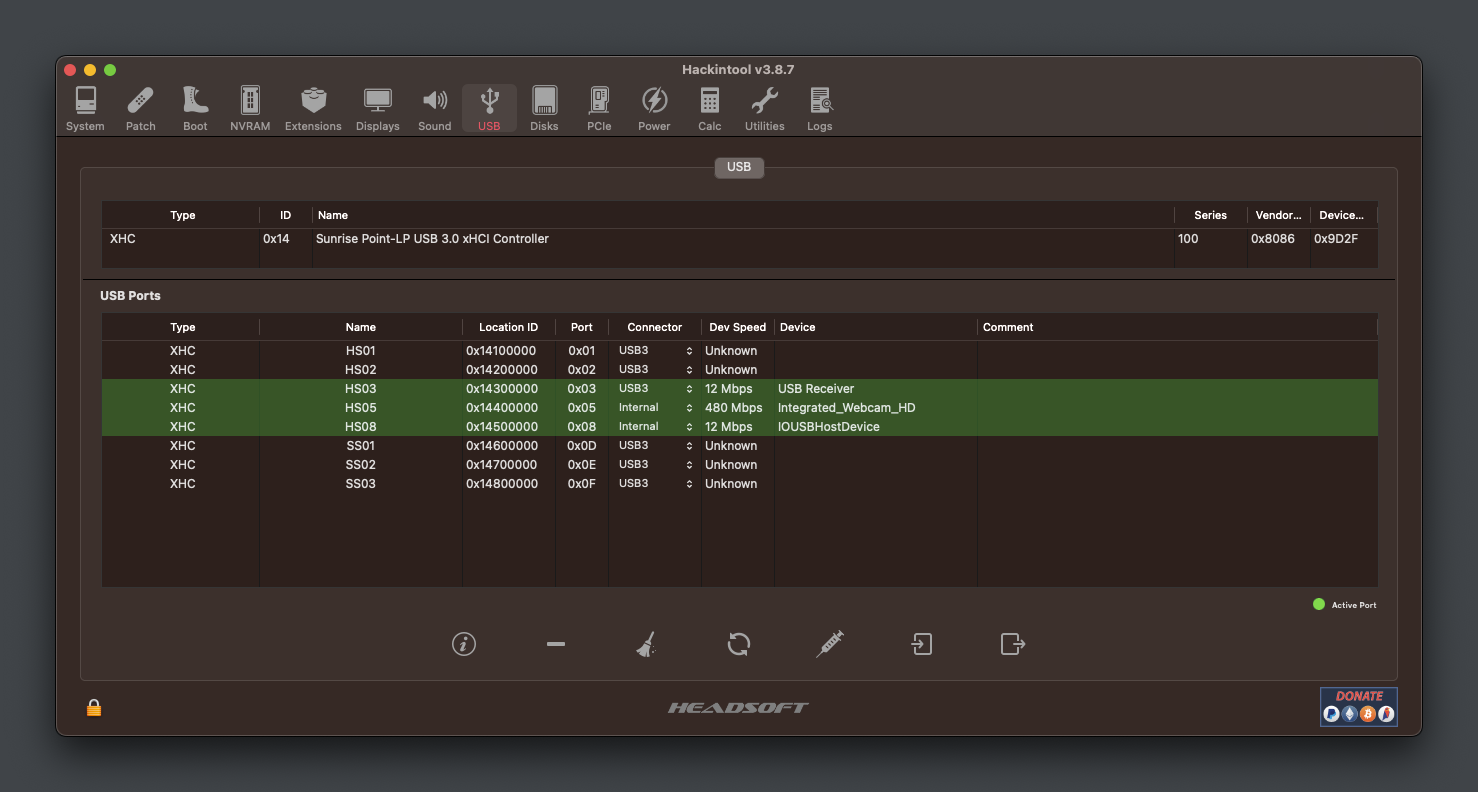 Hackintool v3.8.7
System Patch Boot NVRAM Extensions Displays Sound USB Disks PCIe Power Calc Utilities Logs
USB
Type ID Name Series Vendor... Device...
XHC 0x14 Sunrise Point-LP USB 3.0 xHCI Controller 100 0x8086 0x9D2F
USB Ports
Type Name Location ID Port Connector Dev Speed Device Comment
XHC HS01 0x14100000 0x01 USB3 Unknown
XHC HS02 0x14200000 0x02 USB3 Unknown
XHC HS03 0x14300000 0x03 USB3 12 Mbps USB Receiver
XHC HS05 0x14400000 0x05 Internal 480 Mbps Integrated_Webcam_HD
XHC HS08 0x14500000 0x08 Internal 12 Mbps IOUSBHostDevice
XHC SS01 0x14600000 0x0D USB3 Unknown
XHC SS02 0x14700000 0x0E USB3 Unknown
XHC SS03 0x14800000 0x0F USB3 Unknown
Active Port
HEADSOFT
DONATE